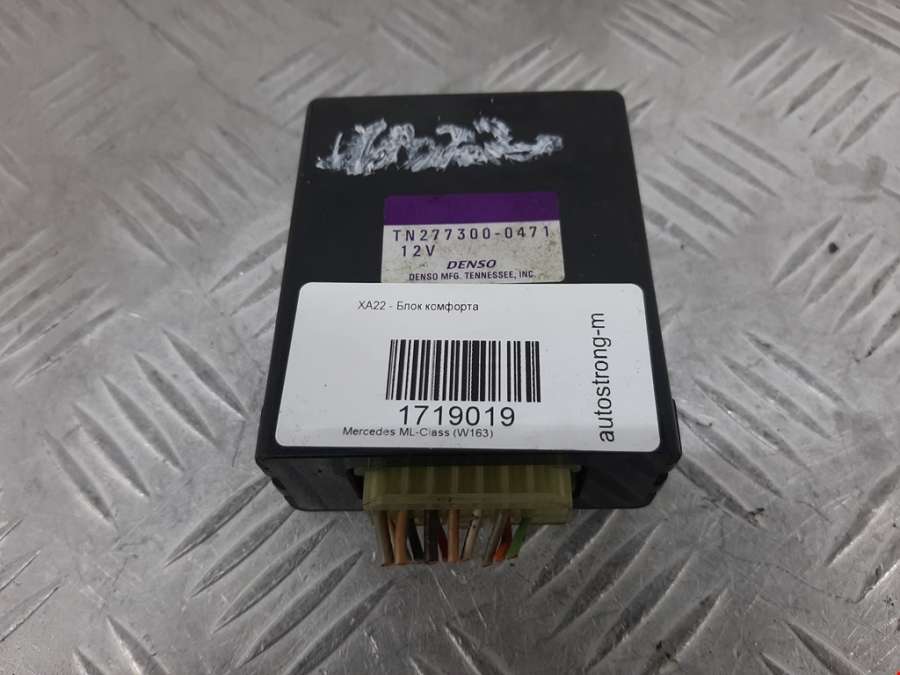 TN277300-0471
12V
DENSO
DENSO MFG. TENNESSEE, INC.
XA22 - Блок комфорта
1719019
Mercedes ML-Class (W163)
autostrong-m